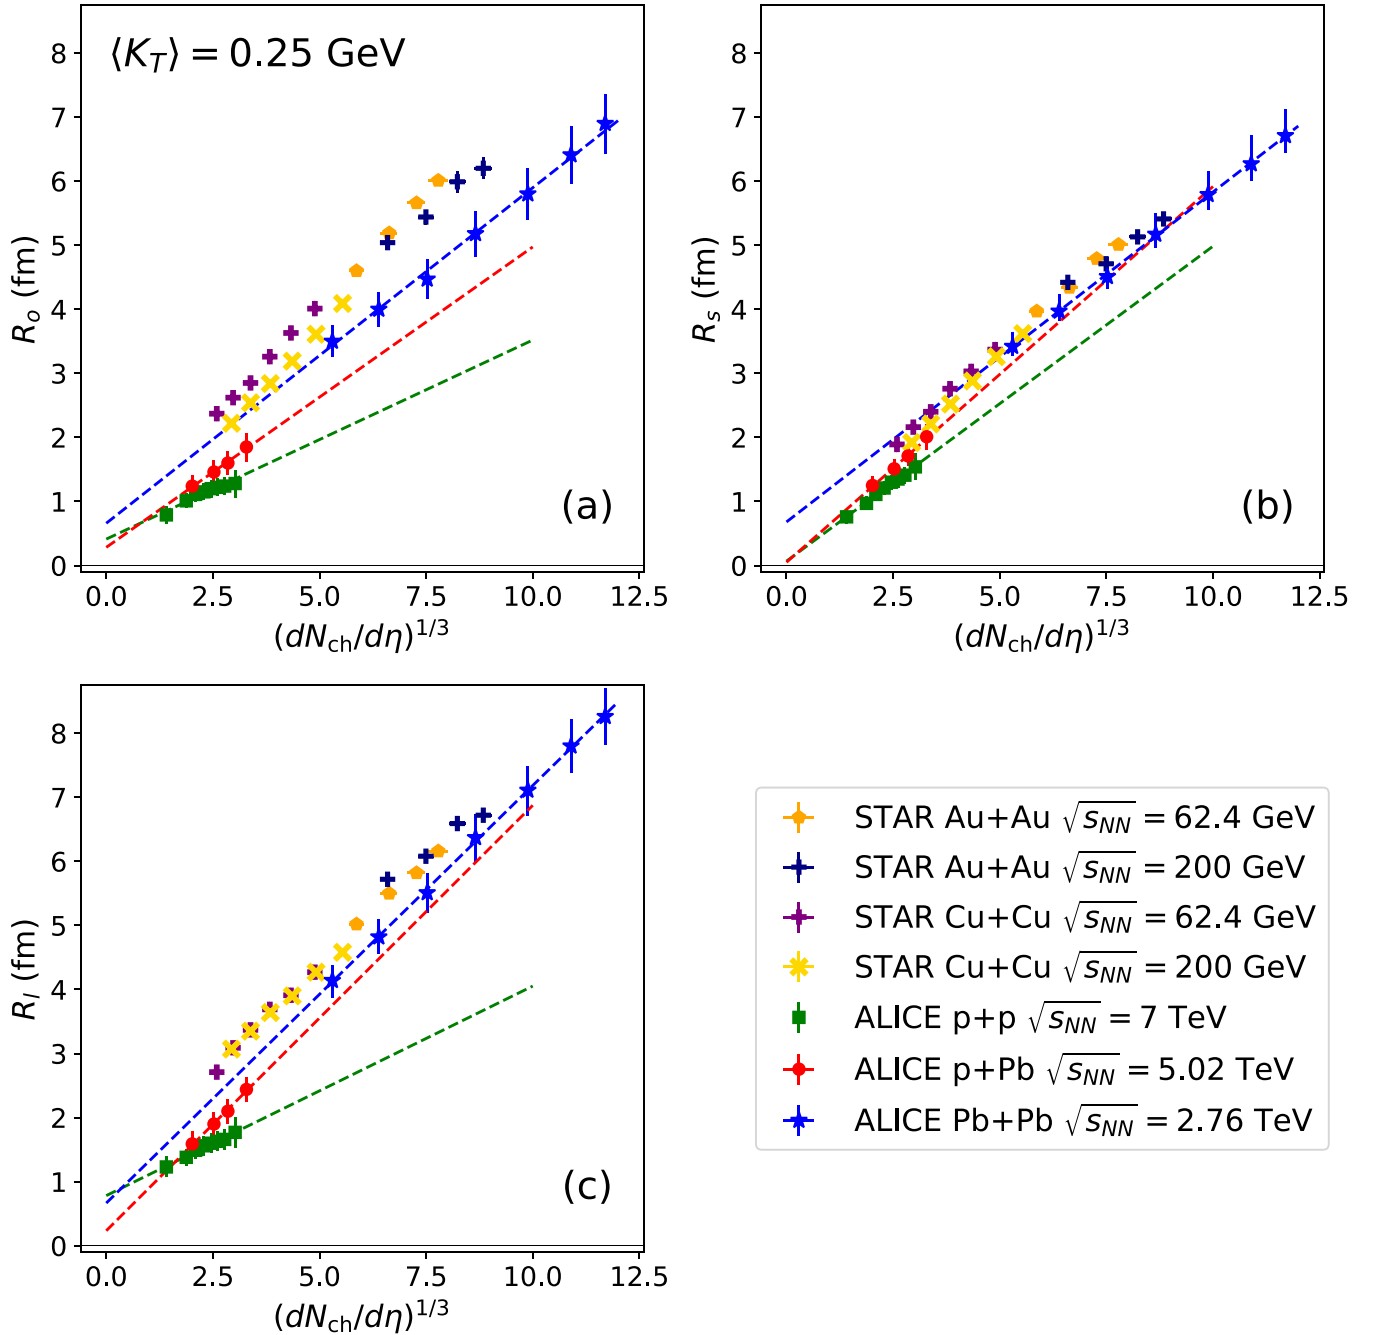 ⟨K_T⟩ = 0.25 GeV
8
7
6
5
4
3
2
1
0
R_o (fm)
(a)
0.0 2.5 5.0 7.5 10.0 12.5
(dN_ch/dη)^1/3
8
7
6
5
4
3
2
1
0
R_s (fm)
(b)
0.0 2.5 5.0 7.5 10.0 12.5
(dN_ch/dη)^1/3
8
7
6
5
4
3
2
1
0
R_l (fm)
(c)
0.0 2.5 5.0 7.5 10.0 12.5
(dN_ch/dη)^1/3
STAR Au+Au √s_NN = 62.4 GeV
STAR Au+Au √s_NN = 200 GeV
STAR Cu+Cu √s_NN = 62.4 GeV
STAR Cu+Cu √s_NN = 200 GeV
ALICE p+p √s_NN = 7 TeV
ALICE p+Pb √s_NN = 5.02 TeV
ALICE Pb+Pb √s_NN = 2.76 TeV